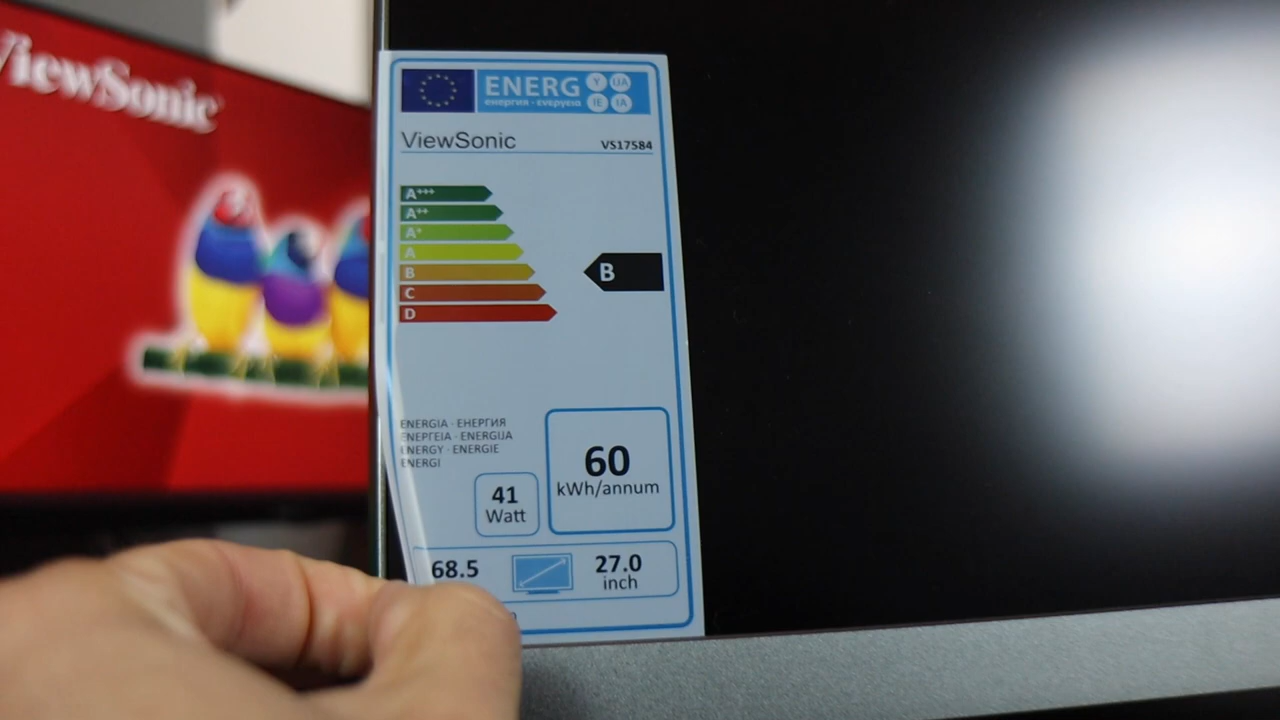 ViewSonic
ENERG Y UA
енергия · ενεργεια IE IA
ViewSonic VS17584
A+++
A++
A+
A
B
B
C
D
ENERGIA · ЕНЕРГИЯ
ΕΝΕΡΓΕΙΑ · ENERGIJA
ENERGY · ENERGIE
ENERGI
60
kWh/annum
41
Watt
68.5
27.0
inch